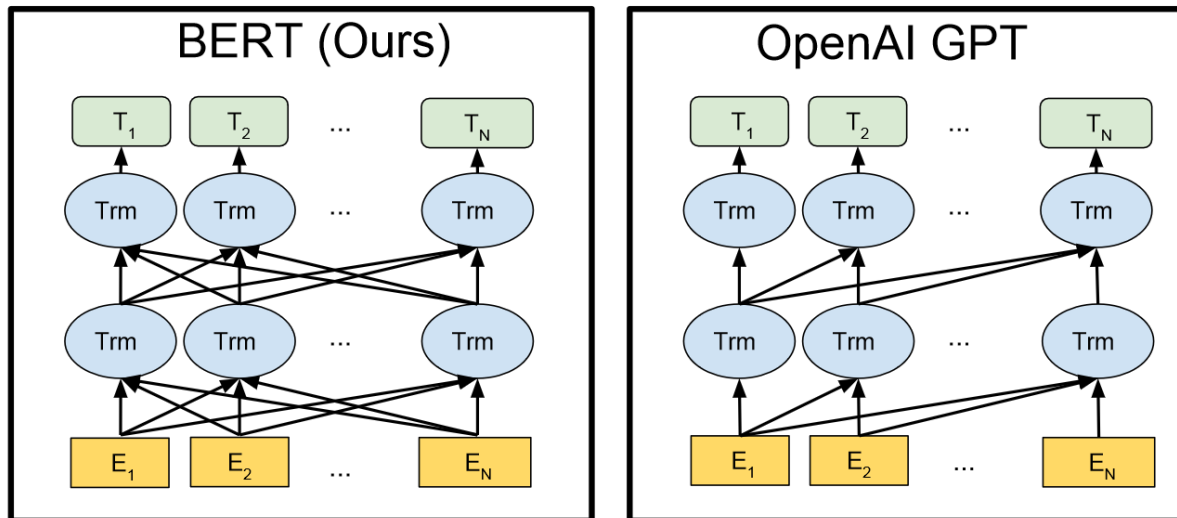 BERT (Ours)
T1 T2 ... TN
Trm Trm ... Trm
Trm Trm ... Trm
E1 E2 ... EN
OpenAI GPT
T1 T2 ... TN
Trm Trm ... Trm
Trm Trm ... Trm
E1 E2 ... EN